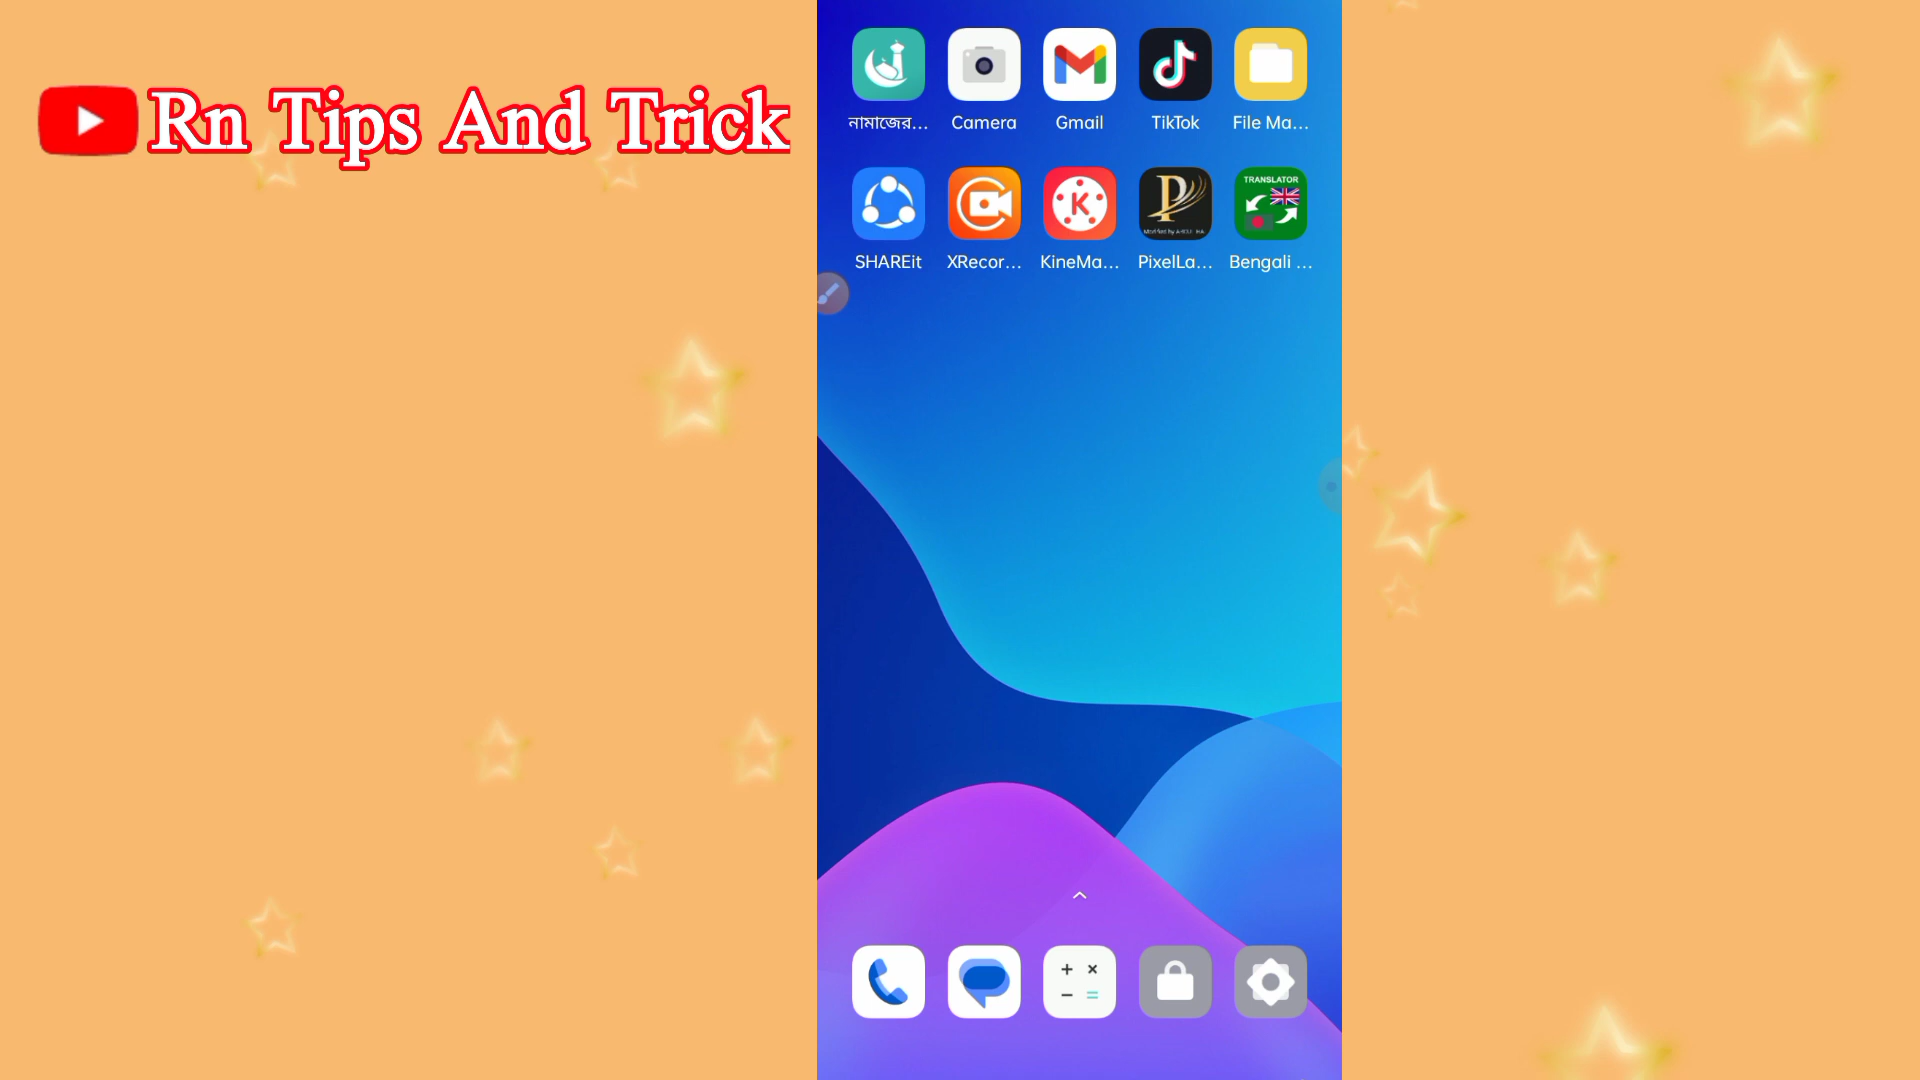 Rn Tips And Trick
নামাজের... Camera Gmail TikTok File Ma...
TRANSLATOR
SHAREit XRecor... KineMa... PixelLa... Bengali ...